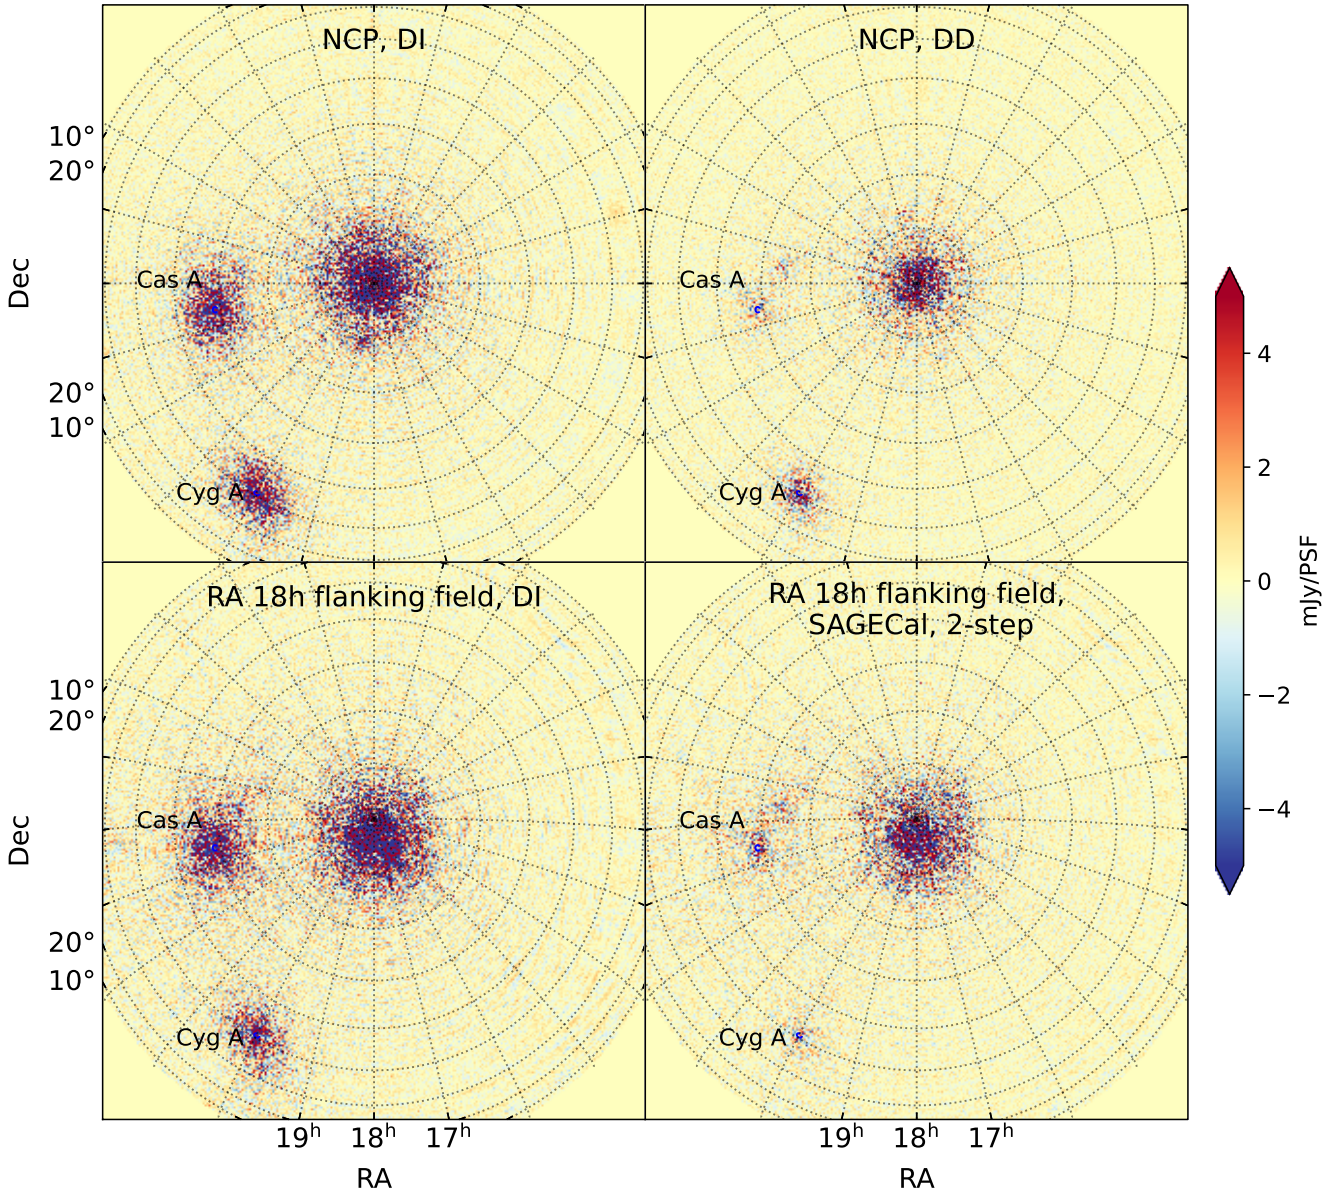 NCP, DI
NCP, DD
10°
20°
Cas A
Cas A
Dec
20°
10°
Cyg A
Cyg A
RA 18h flanking field, DI
RA 18h flanking field,
SAGECal, 2-step
10°
20°
Cas A
Cas A
Dec
20°
10°
Cyg A
Cyg A
19ʰ 18ʰ 17ʰ
19ʰ 18ʰ 17ʰ
RA
RA
4
2
0
−2
−4
mJy/PSF